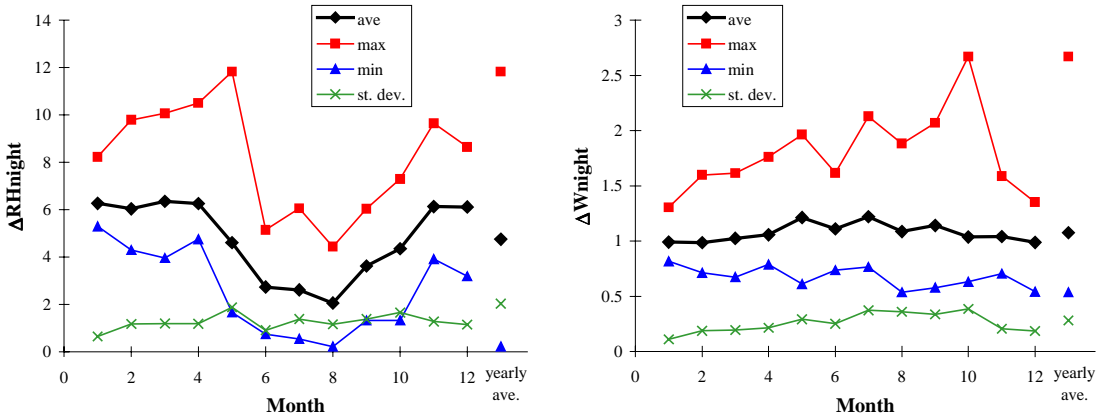 14
12
10
8
6
4
2
0
ΔRHnight
ave
max
min
st. dev.
0
2
4
6
8
10
12
yearly
ave.
Month
3
2.5
2
1.5
1
0.5
0
ΔWnight
ave
max
min
st. dev.
0
2
4
6
8
10
12
yearly
ave.
Month